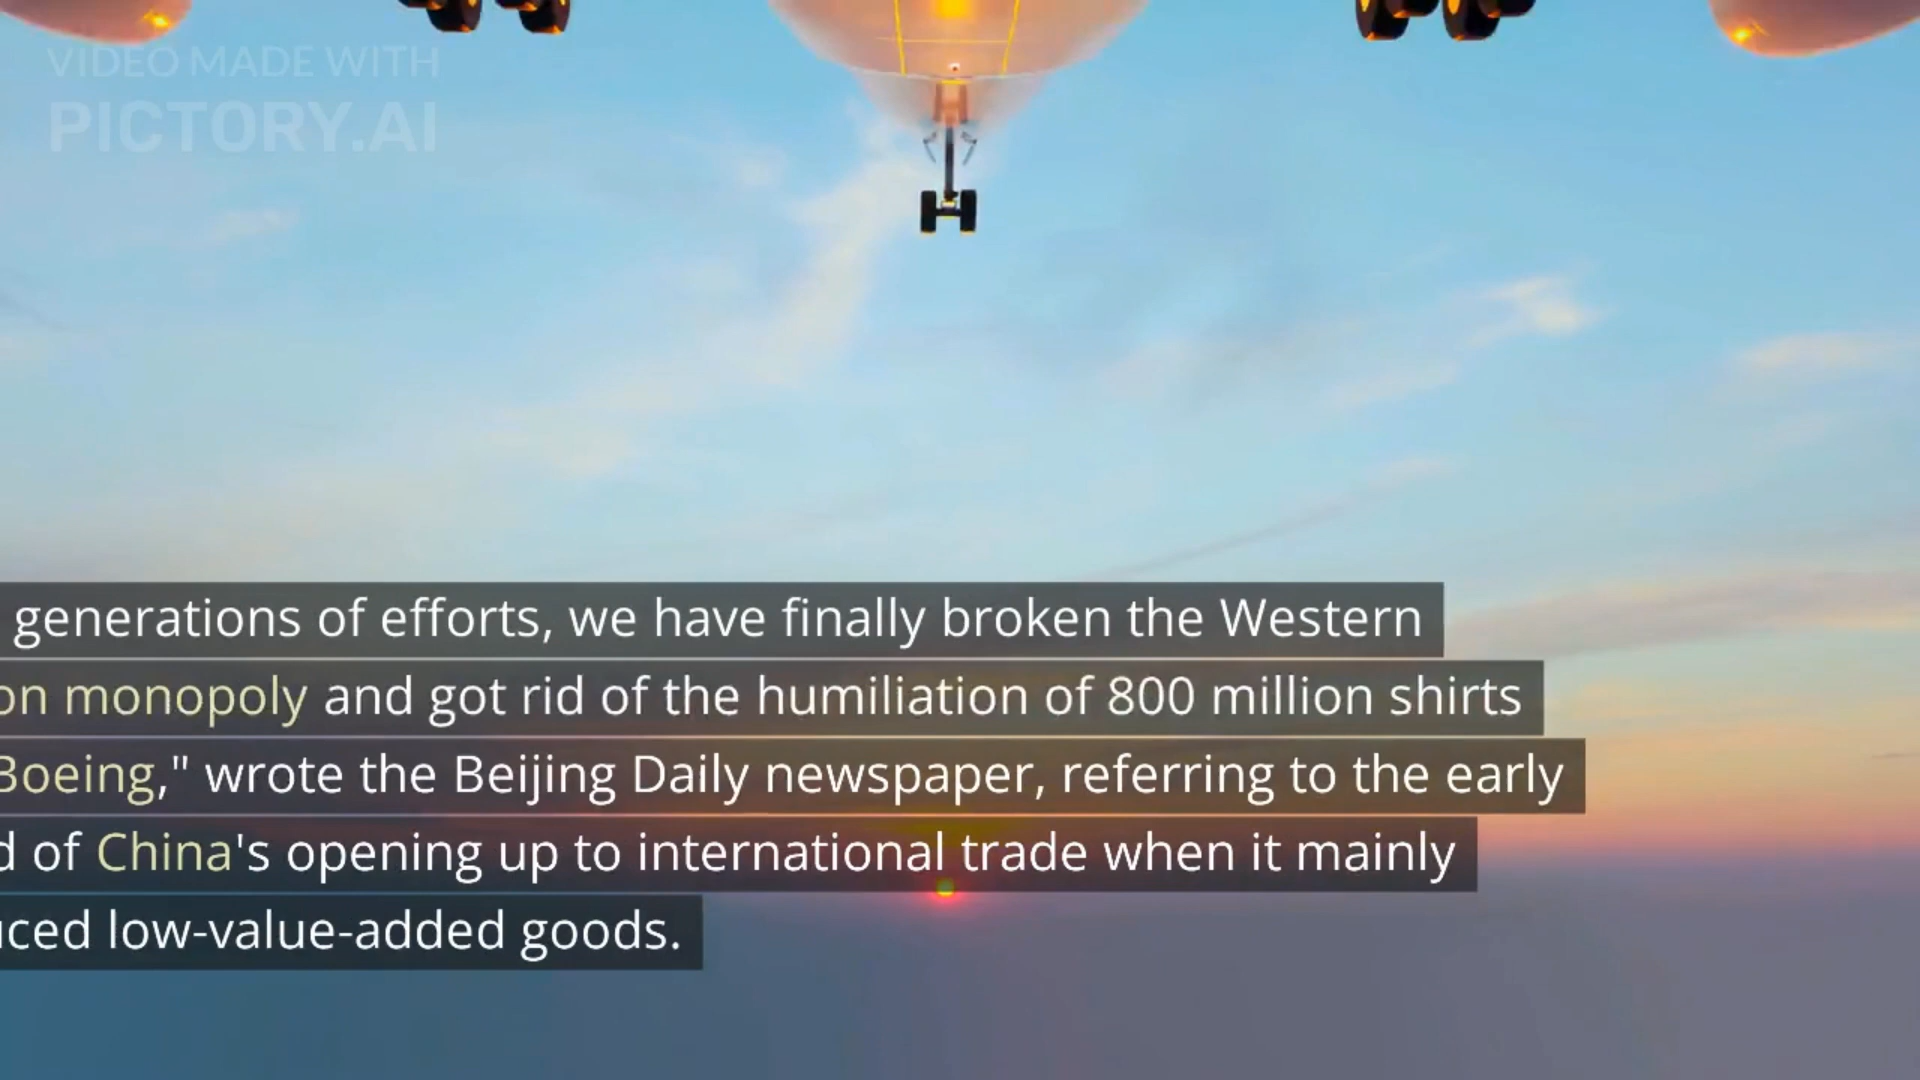 VIDEO MADE WITH
PICTORY.AI
generations of efforts, we have finally broken the Western
monopoly and got rid of the humiliation of 800 million shirts
Boeing," wrote the Beijing Daily newspaper, referring to the early
of China's opening up to international trade when it mainly
low-value-added goods.